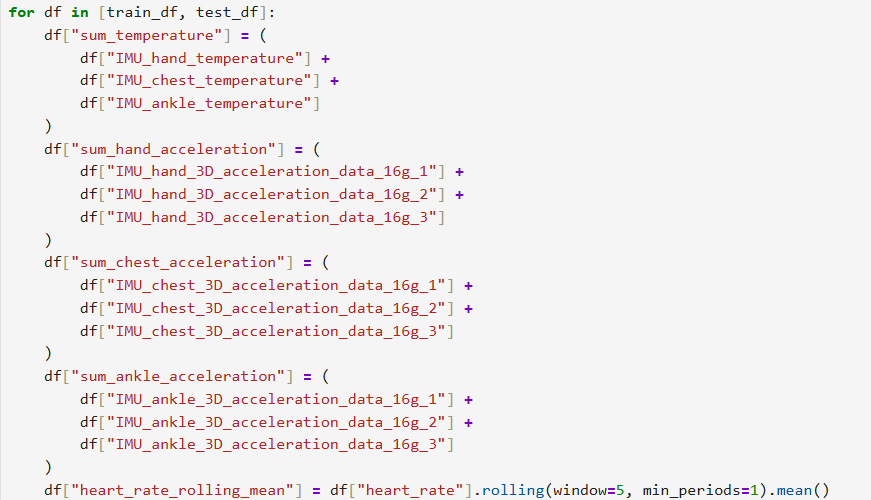 for df in [train_df, test_df]:
    df["sum_temperature"] = (
        df["IMU_hand_temperature"] +
        df["IMU_chest_temperature"] +
        df["IMU_ankle_temperature"]
    )
    df["sum_hand_acceleration"] = (
        df["IMU_hand_3D_acceleration_data_16g_1"] +
        df["IMU_hand_3D_acceleration_data_16g_2"] +
        df["IMU_hand_3D_acceleration_data_16g_3"]
    )
    df["sum_chest_acceleration"] = (
        df["IMU_chest_3D_acceleration_data_16g_1"] +
        df["IMU_chest_3D_acceleration_data_16g_2"] +
        df["IMU_chest_3D_acceleration_data_16g_3"]
    )
    df["sum_ankle_acceleration"] = (
        df["IMU_ankle_3D_acceleration_data_16g_1"] +
        df["IMU_ankle_3D_acceleration_data_16g_2"] +
        df["IMU_ankle_3D_acceleration_data_16g_3"]
    )
    df["heart_rate_rolling_mean"] = df["heart_rate"].rolling(window=5, min_periods=1).mean()